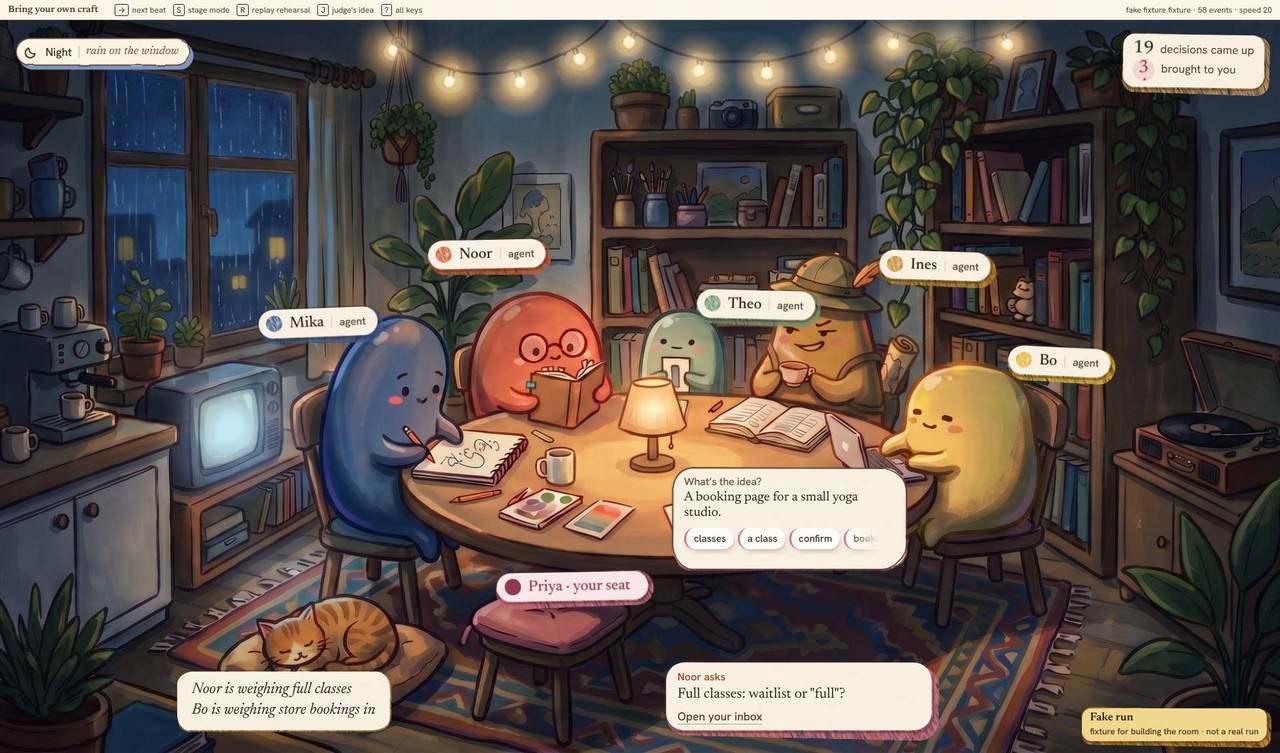 Bring your own craft → next beat S stage mode R replay rehearsal J judge's idea ? all keys fake fixture fixture · 58 events · speed 20
Night rain on the window
19 decisions came up
3 brought to you
Noor agent
Ines agent
Theo agent
Mika agent
Bo agent
What's the idea?
A booking page for a small yoga
studio.
classes a class confirm book
Priya · your seat
Noor is weighing full classes
Bo is weighing store bookings in
Noor asks
Full classes: waitlist or "full"?
Open your inbox
Fake run
fixture for building the room · not a real run